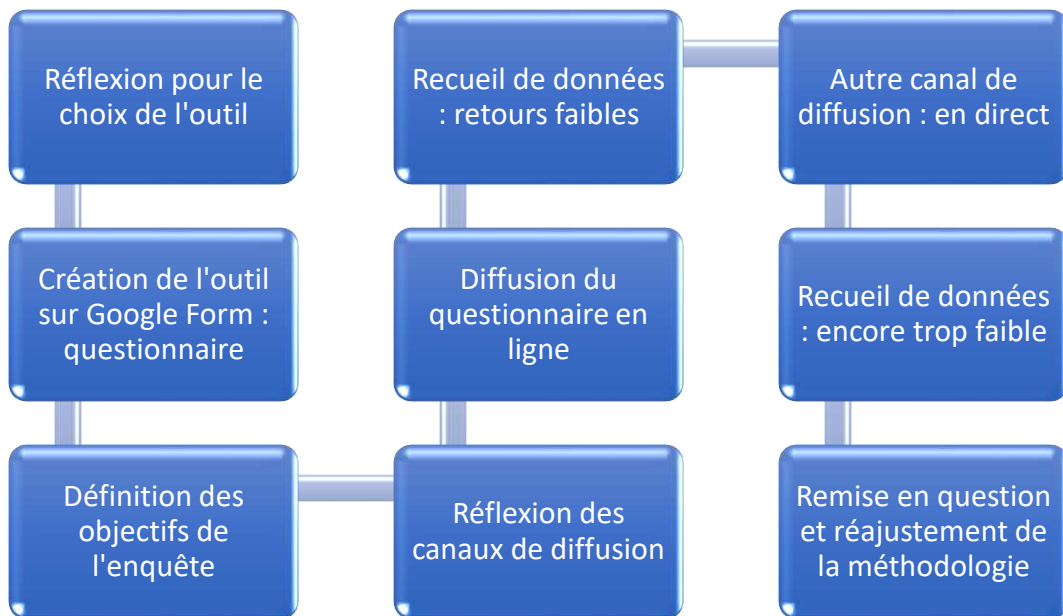 Réflexion pour le
choix de l'outil
Création de l'outil
sur Google Form :
questionnaire
Définition des
objectifs de
l'enquête
Réflexion des
canaux de diffusion
Diffusion du
questionnaire en
ligne
Recueil de données
: retours faibles
Autre canal de
diffusion : en direct
Recueil de données
: encore trop faible
Remise en question
et réajustement de
la méthodologie